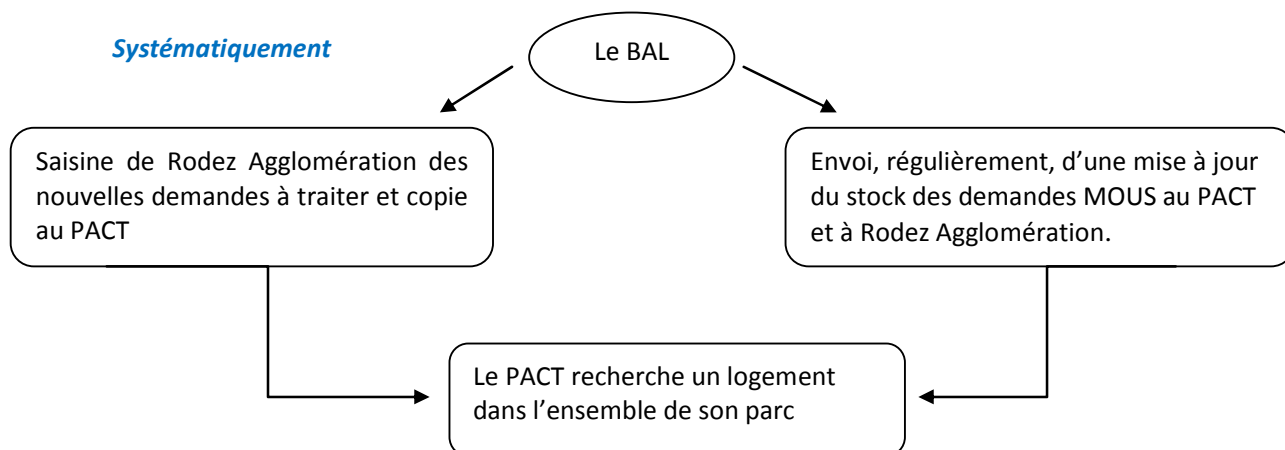 Systématiquement
Le BAL
Saisine de Rodez Agglomération des
nouvelles demandes à traiter et copie
au PACT
Envoi, régulièrement, d’une mise à jour
du stock des demandes MOUS au PACT
et à Rodez Agglomération.
Le PACT recherche un logement
dans l’ensemble de son parc